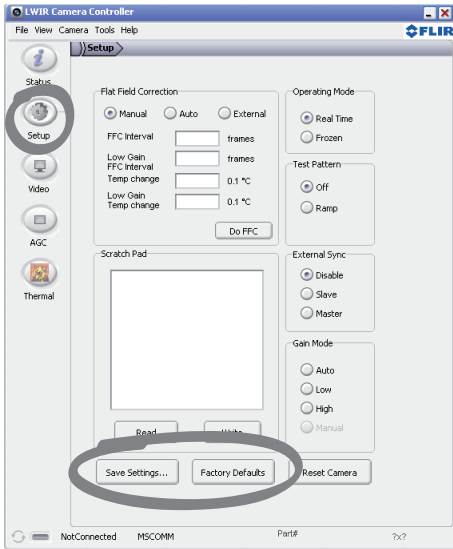 LWIR Camera Controller
File View Camera Tools Help
FLIR
Setup
Status
Setup
Video
AGC
Thermal
Flat Field Correction
Manual Auto External
FFC Interval frames
Low Gain
FFC Interval frames
Temp change 0.1 °C
Low Gain
Temp change 0.1 °C
Do FFC
Operating Mode
Real Time
Frozen
Test Pattern
Off
Ramp
Scratch Pad
Read Write
External Sync
Disable
Slave
Master
Gain Mode
Auto
Low
High
Manual
Save Settings... Factory Defaults Reset Camera
NotConnected MSCOMM Part# ?x?